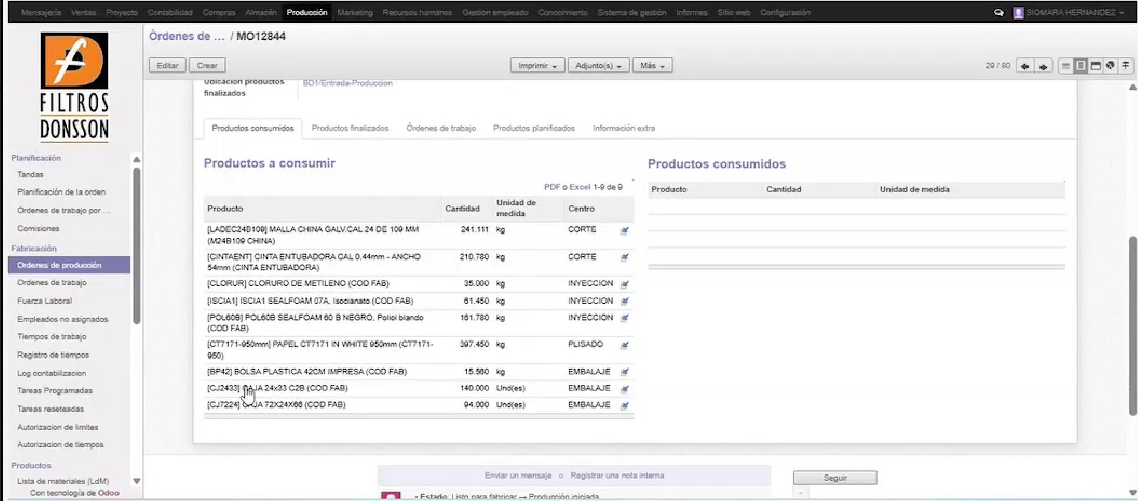 Mensajería Ventas Proyecto Contabilidad Compras Almacén Producción Marketing Recursos humanos Gestión empleado Conocimiento Sistema de gestión Informes Sitio web Configuración SIOMARA HERNANDEZ
Órdenes de ... / MO12844
Editar Crear Imprimir Adjunto(s) Más 29 / 80
FILTROS
DONSSON
Planificación
Tandas
Planificación de la orden
Órdenes de trabajo por ...
Comisiones
Fabricación
Ordenes de producción
Ordenes de trabajo
Fuerza Laboral
Empleados no asignados
Tiempos de trabajo
Registro de tiempos
Log contabilizacion
Tareas Programadas
Tareas reseteadas
Autorizacion de limites
Autorizacion de tiempos
Productos
Lista de materiales (LdM)
Con tecnología de Odoo
Ubicación productos
finalizados
BD1/Entrada-Produccion
Productos consumidos Productos finalizados Órdenes de trabajo Productos planificados Información extra
Productos a consumir
PDF o Excel 1-9 de 9
Producto Cantidad Unidad de medida Centro
[LADEC24B109] MALLA CHINA GALV.CAL 24 DE 109 MM 241.111 kg CORTE
(M24B109 CHINA)
[CINTAENT] CINTA ENTUBADORA CAL 0,44mm - ANCHO 210.780 kg CORTE
54mm (CINTA ENTUBADORA)
[CLORUR] CLORURO DE METILENO (COD FAB) 35.000 kg INYECCION
[ISCIA1] ISCIA1 SEALFOAM 07A, Isocianato (COD FAB) 61.450 kg INYECCION
[POL60B] POL60B SEALFOAM 60 B NEGRO, Poliol blando 161.780 kg INYECCION
(COD FAB)
[CT7171-950mm] PAPEL CT7171 IN WHITE 950mm (CT7171- 397.450 kg PLISADO
950)
[BP42] BOLSA PLASTICA 42CM IMPRESA (COD FAB) 15.560 kg EMBALAJE
[CJ2433] CAJA 24x33 C2B (COD FAB) 140.000 Und(es) EMBALAJE
[CJ7224] CAJA 72X24X66 (COD FAB) 94.000 Und(es) EMBALAJE
Productos consumidos
Producto Cantidad Unidad de medida
Enviar un mensaje o Registrar una nota interna
Seguir
• Estado: Listo para fabricar → Producción iniciada